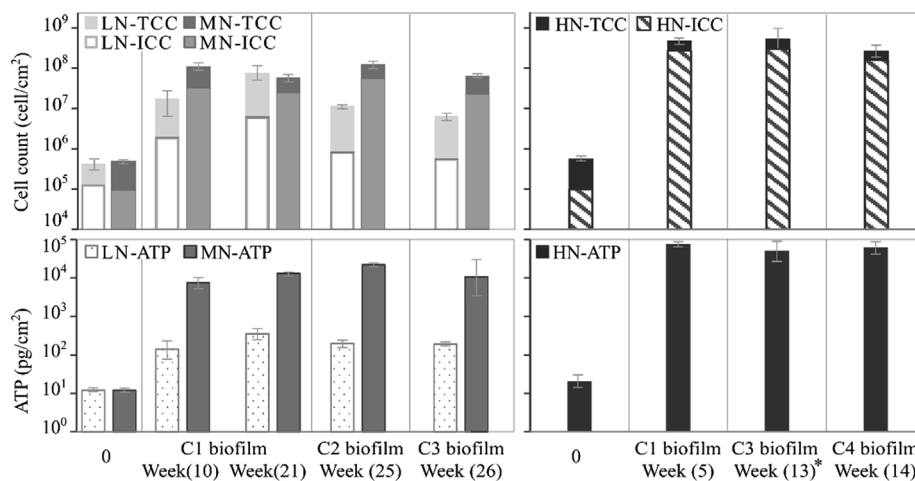 10⁹
10⁸
10⁷
10⁶
10⁵
10⁴
Cell count (cell/cm²)
LN-TCC MN-TCC
LN-ICC MN-ICC
HN-TCC HN-ICC
10⁵
10⁴
10³
10²
10¹
10⁰
ATP (pg/cm²)
LN-ATP MN-ATP
HN-ATP
0 C1 biofilm C2 biofilm C3 biofilm
Week(10) Week(21) Week (25) Week (26)
0 C1 biofilm C3 biofilm C4 biofilm
Week (5) Week (13)* Week (14)